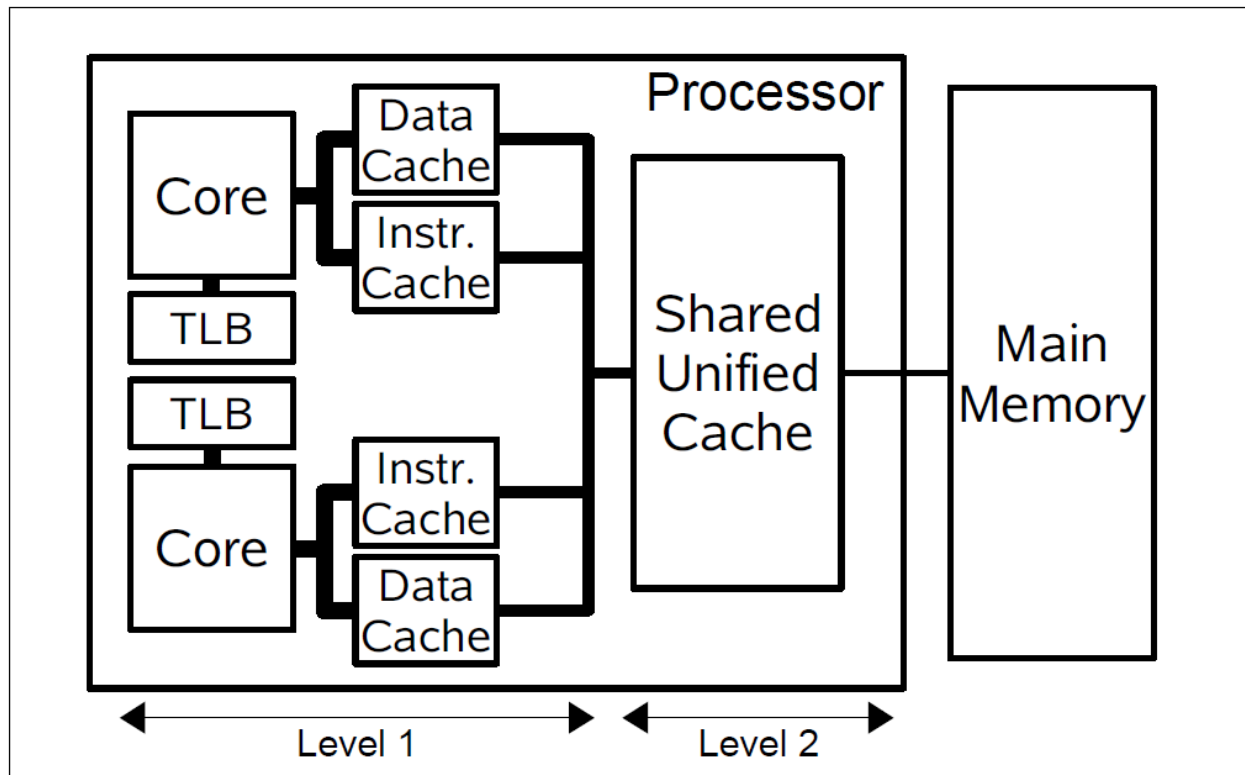 Processor
Core
Data
Cache
Instr.
Cache
TLB
TLB
Core
Instr.
Cache
Data
Cache
Shared
Unified
Cache
Main
Memory
Level 1
Level 2